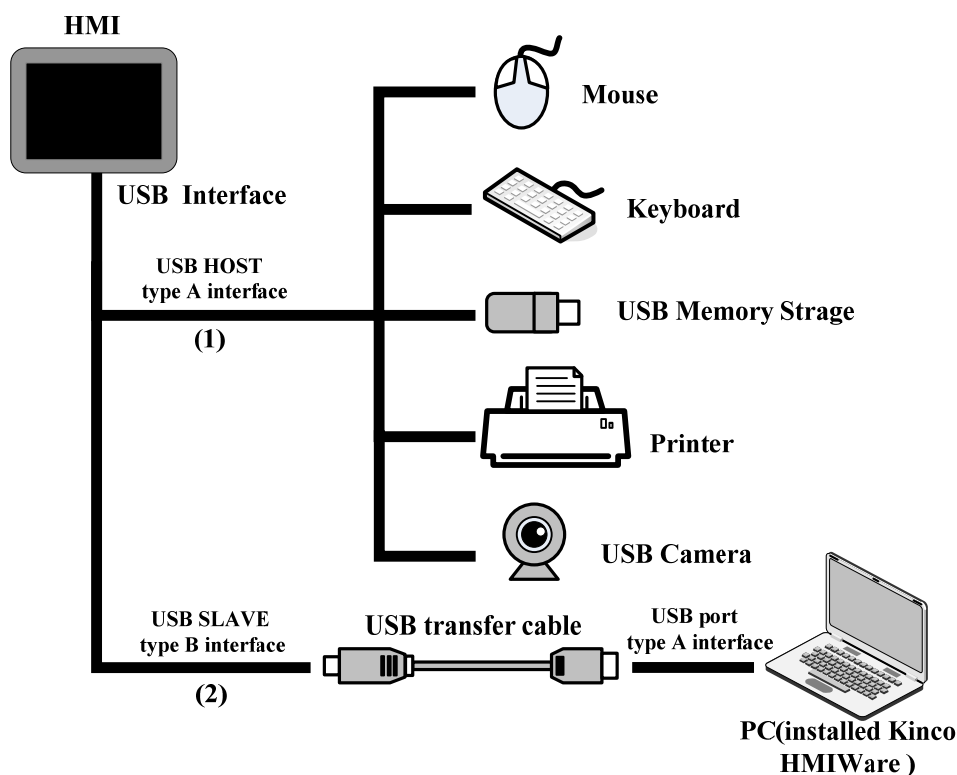 HMI
Mouse
USB Interface
Keyboard
USB HOST
type A interface
(1)
USB Memory Strage
Printer
USB Camera
USB SLAVE
type B interface
(2)
USB transfer cable
USB port
type A interface
PC(installed Kinco
HMIWare )